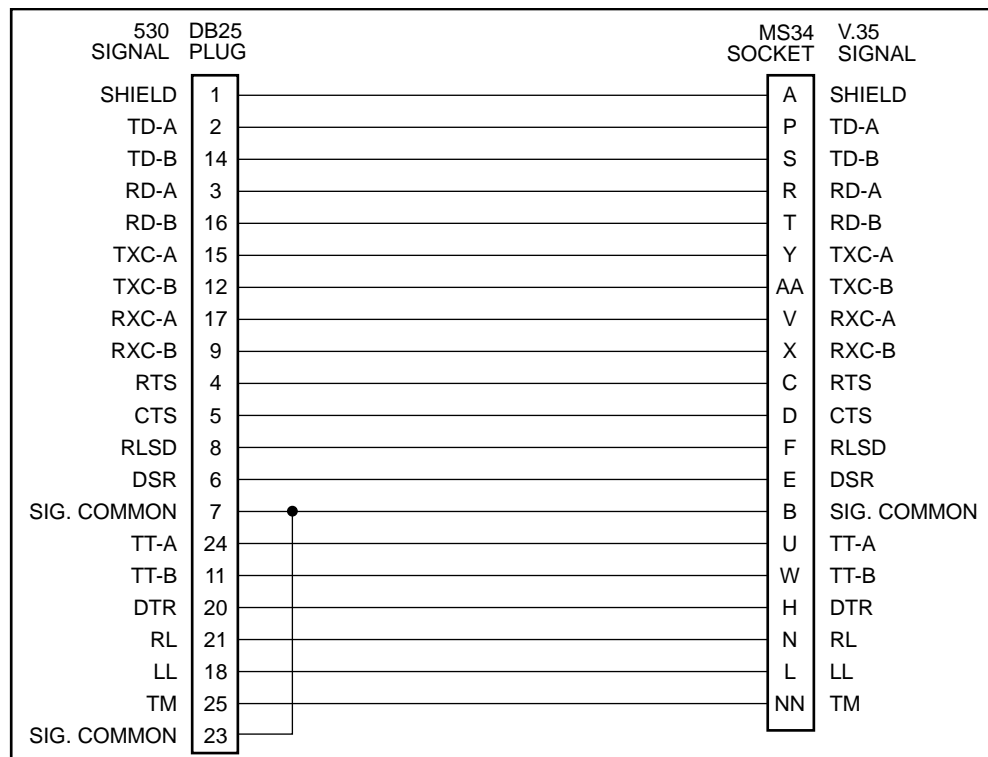 530 DB25 MS34 V.35
SIGNAL PLUG SOCKET SIGNAL
SHIELD 1 A SHIELD
TD-A 2 P TD-A
TD-B 14 S TD-B
RD-A 3 R RD-A
RD-B 16 T RD-B
TXC-A 15 Y TXC-A
TXC-B 12 AA TXC-B
RXC-A 17 V RXC-A
RXC-B 9 X RXC-B
RTS 4 C RTS
CTS 5 D CTS
RLSD 8 F RLSD
DSR 6 E DSR
SIG. COMMON 7 B SIG. COMMON
TT-A 24 U TT-A
TT-B 11 W TT-B
DTR 20 H DTR
RL 21 N RL
LL 18 L LL
TM 25 NN TM
SIG. COMMON 23